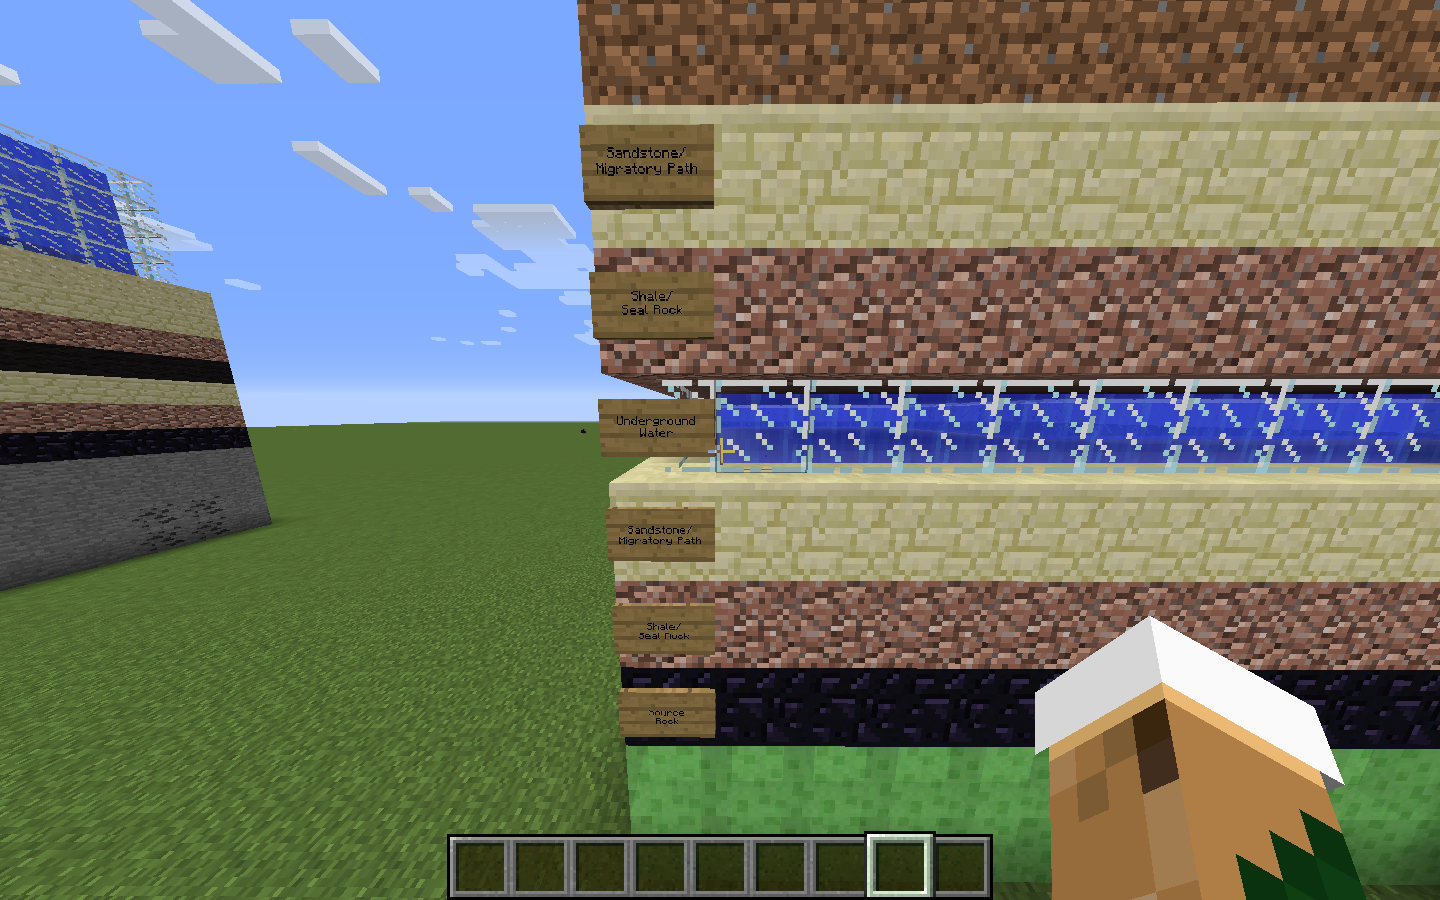 Sandstone/
Migratory Path
Shale/
Seal Rock
Underground
Water
Sandstone/
Migratory Path
Shale/
Seal Rock
Source
Rock